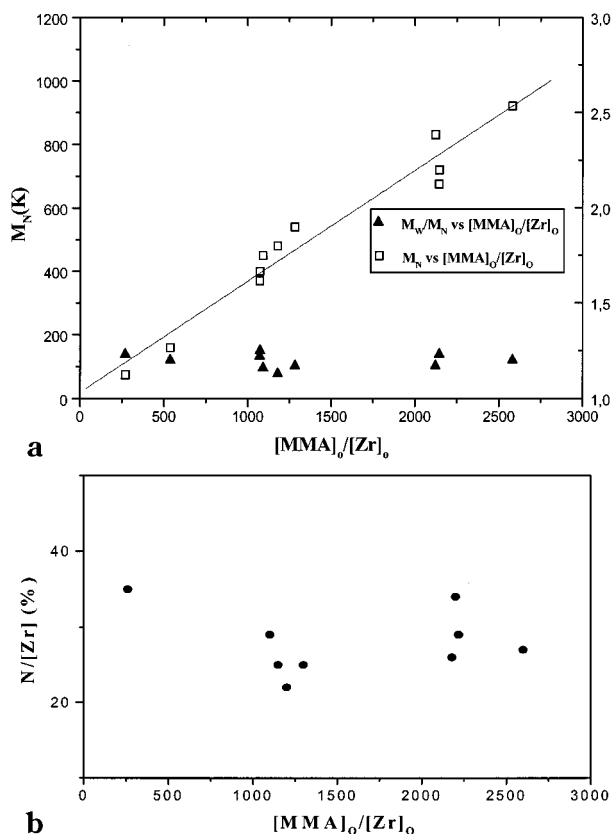 1200
1000
800
600
400
200
0
M_N(K)
3,0
2,5
2,0
1,5
1,0
▲ M_W/M_N vs [MMA]_O/[Zr]_O
□ M_N vs [MMA]_O/[Zr]_O
0 500 1000 1500 2000 2500 3000
[MMA]_o/[Zr]_o
a
40
20
N/[Zr] (%)
0 500 1000 1500 2000 2500 3000
[MMA]_O/[Zr]_O
b